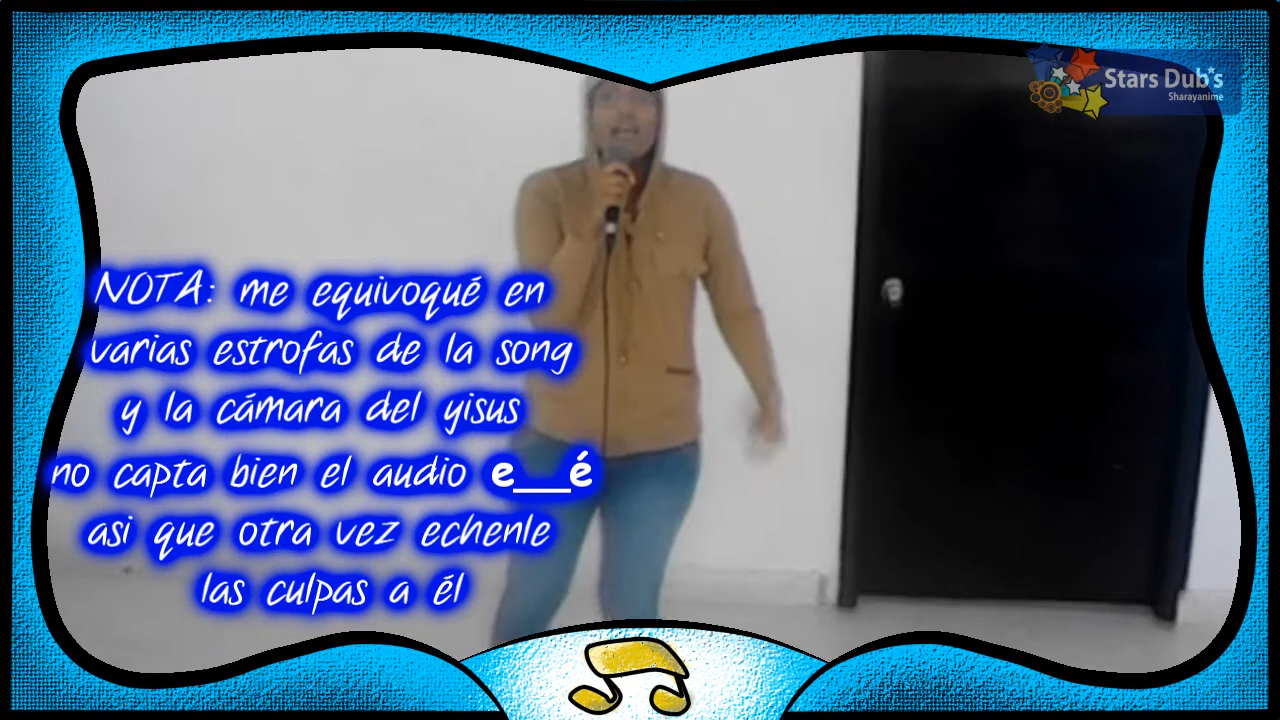 Stars Dub's
Sharayanime
NOTA: me equivoqué en
varias estrofas de la song
y la cámara del yisus
no capta bien el audio e__é
asi que otra vez echenle
las culpas a él